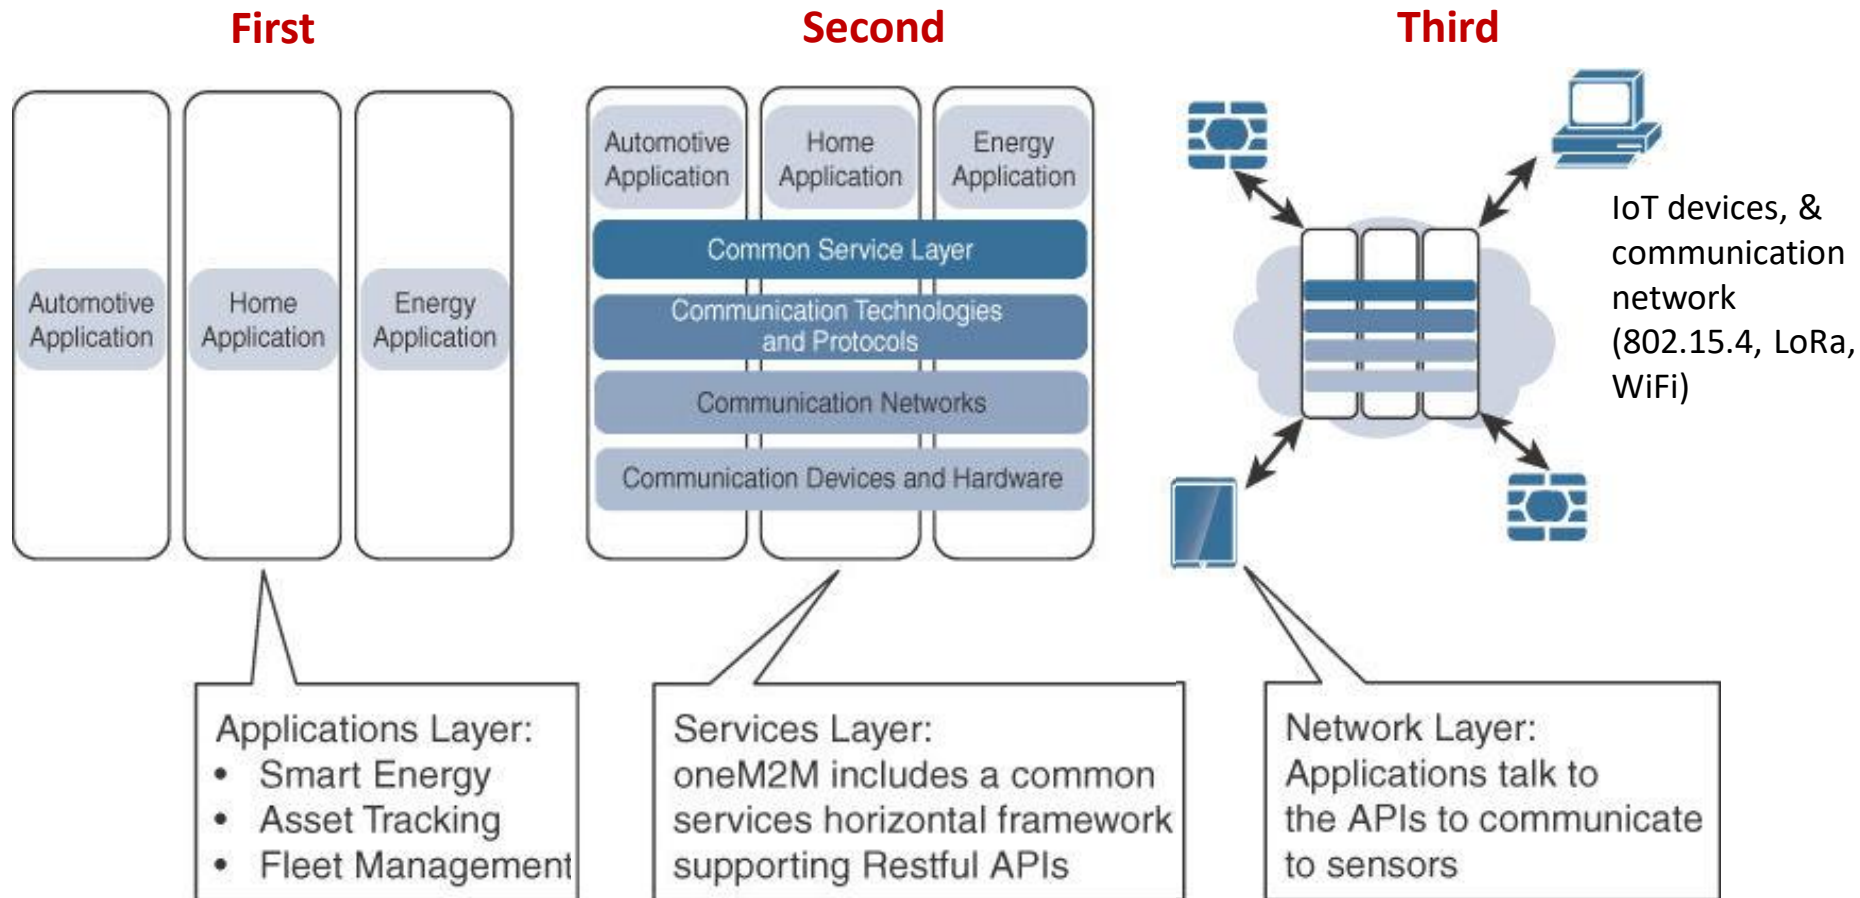 First
Second
Third
Automotive
Application
Home
Application
Energy
Application
Automotive
Application
Home
Application
Energy
Application
Common Service Layer
Communication Technologies
and Protocols
Communication Networks
Communication Devices and Hardware
IoT devices, &
communication
network
(802.15.4, LoRa,
WiFi)
Applications Layer:
• Smart Energy
• Asset Tracking
• Fleet Management
Services Layer:
oneM2M includes a common
services horizontal framework
supporting Restful APIs
Network Layer:
Applications talk to
the APIs to communicate
to sensors